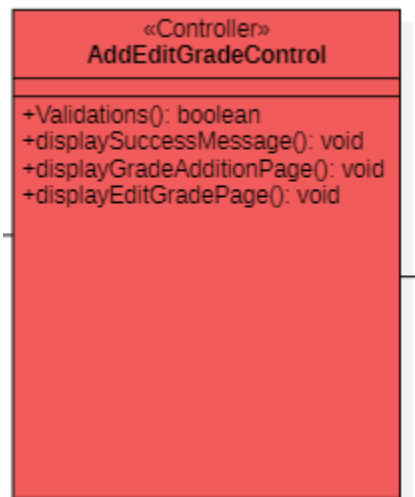 «Controller»
AddEditGradeControl
+Validations(): boolean
+displaySuccessMessage(): void
+displayGradeAdditionPage(): void
+displayEditGradePage(): void